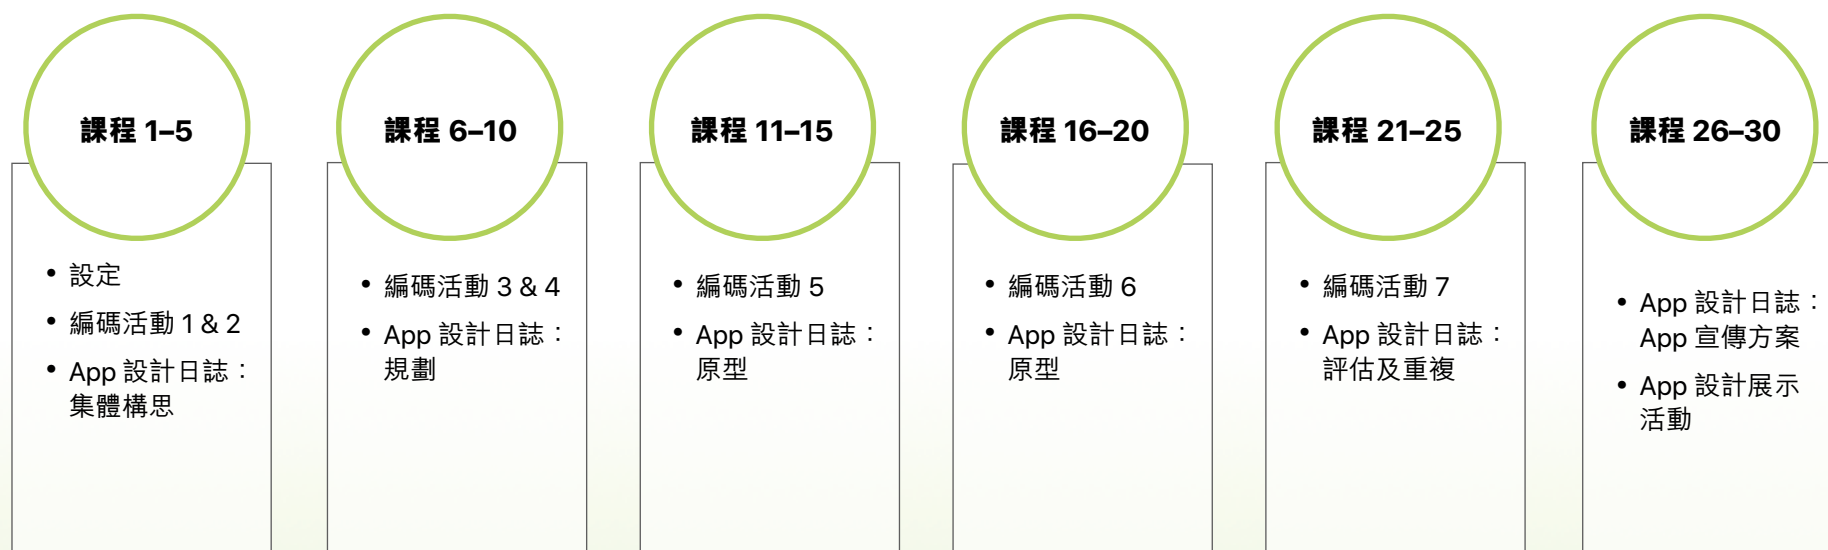 課程 1–5
• 設定
• 編碼活動 1 & 2
• App 設計日誌：
集體構思
課程 6–10
• 編碼活動 3 & 4
• App 設計日誌：
規劃
課程 11–15
• 編碼活動 5
• App 設計日誌：
原型
課程 16–20
• 編碼活動 6
• App 設計日誌：
原型
課程 21–25
• 編碼活動 7
• App 設計日誌：
評估及重複
課程 26–30
• App 設計日誌：
App 宣傳方案
• App 設計展示
活動